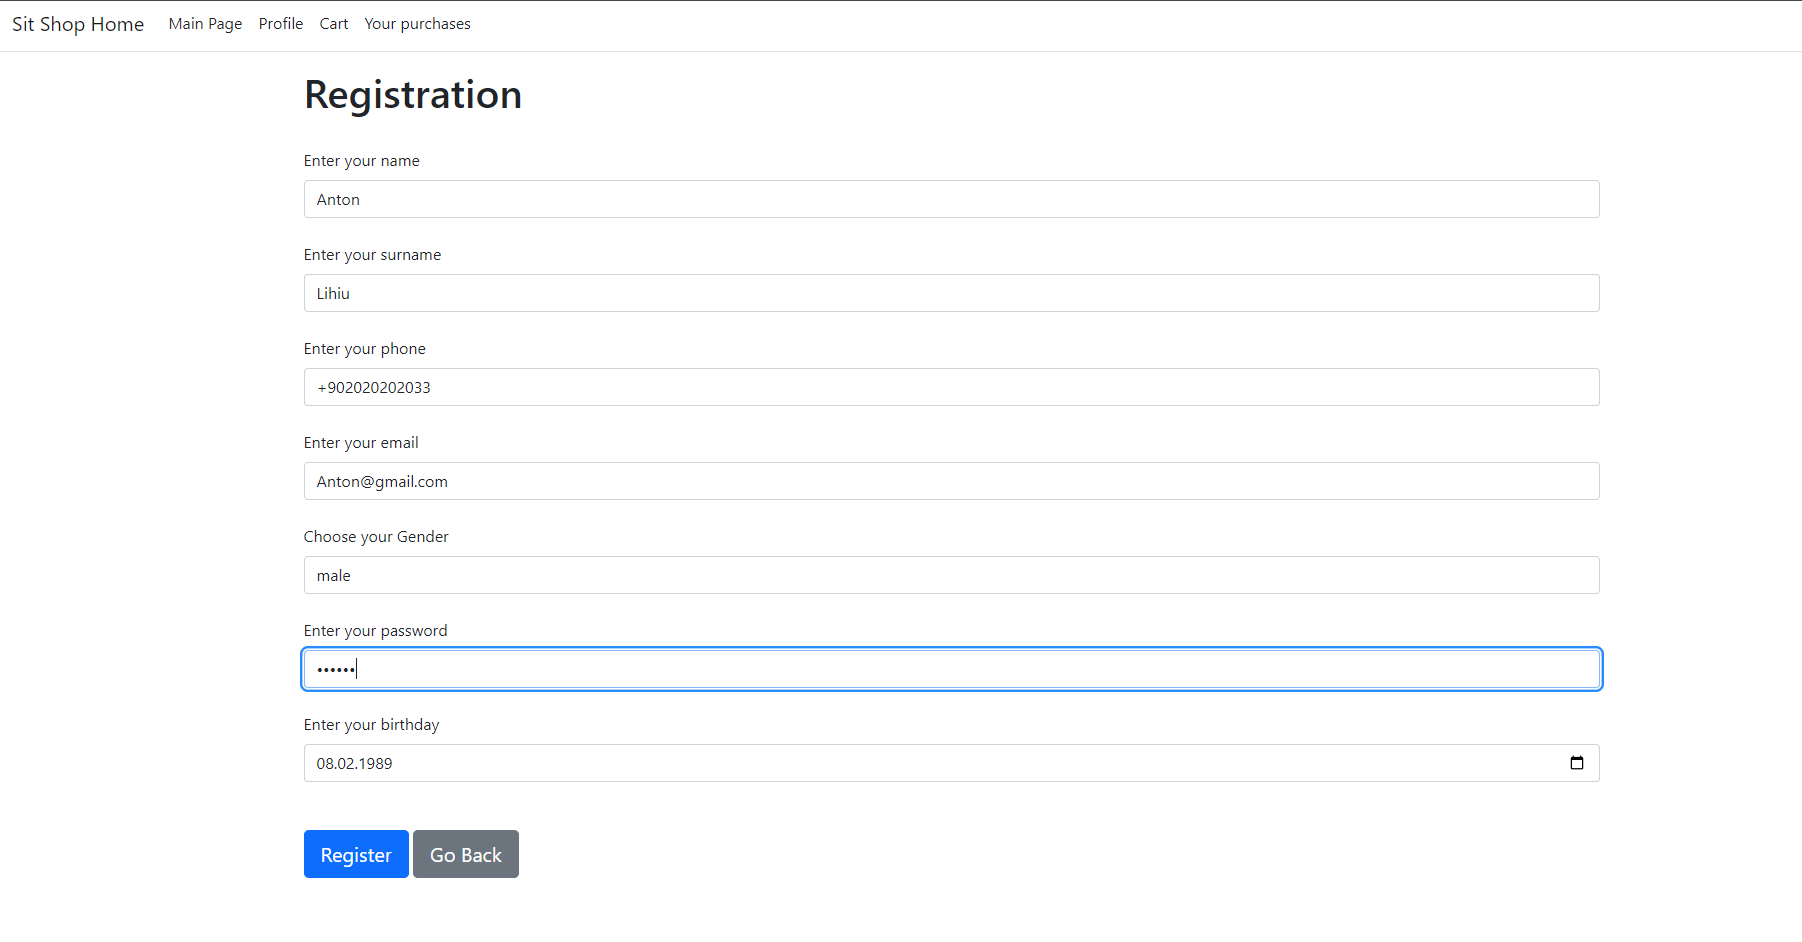 Sit Shop Home Main Page Profile Cart Your purchases
Registration
Enter your name
Anton
Enter your surname
Lihiu
Enter your phone
+902020202033
Enter your email
Anton@gmail.com
Choose your Gender
male
Enter your password
••••••
Enter your birthday
08.02.1989
Register Go Back